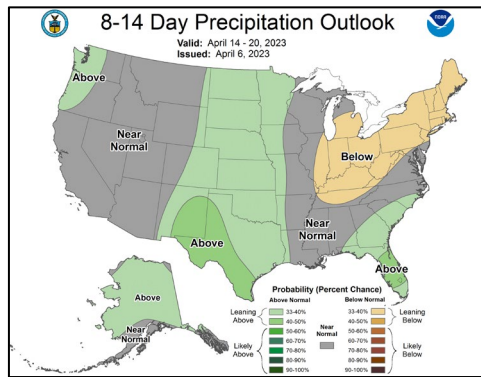 8-14 Day Precipitation Outlook
Valid: April 14 - 20, 2023
Issued: April 6, 2023
Above
Near
Normal
Below
Above
Near
Normal
Above
Above
Near
Normal
Probability (Percent Chance)
Above Normal
Below Normal
Leaning
Above
33-40%
40-50%
Likely
Above
50-60%
60-70%
70-80%
80-90%
90-100%
Near
Normal
33-40%
40-50%
Leaning
Below
50-60%
60-70%
70-80%
80-90%
90-100%
Likely
Below